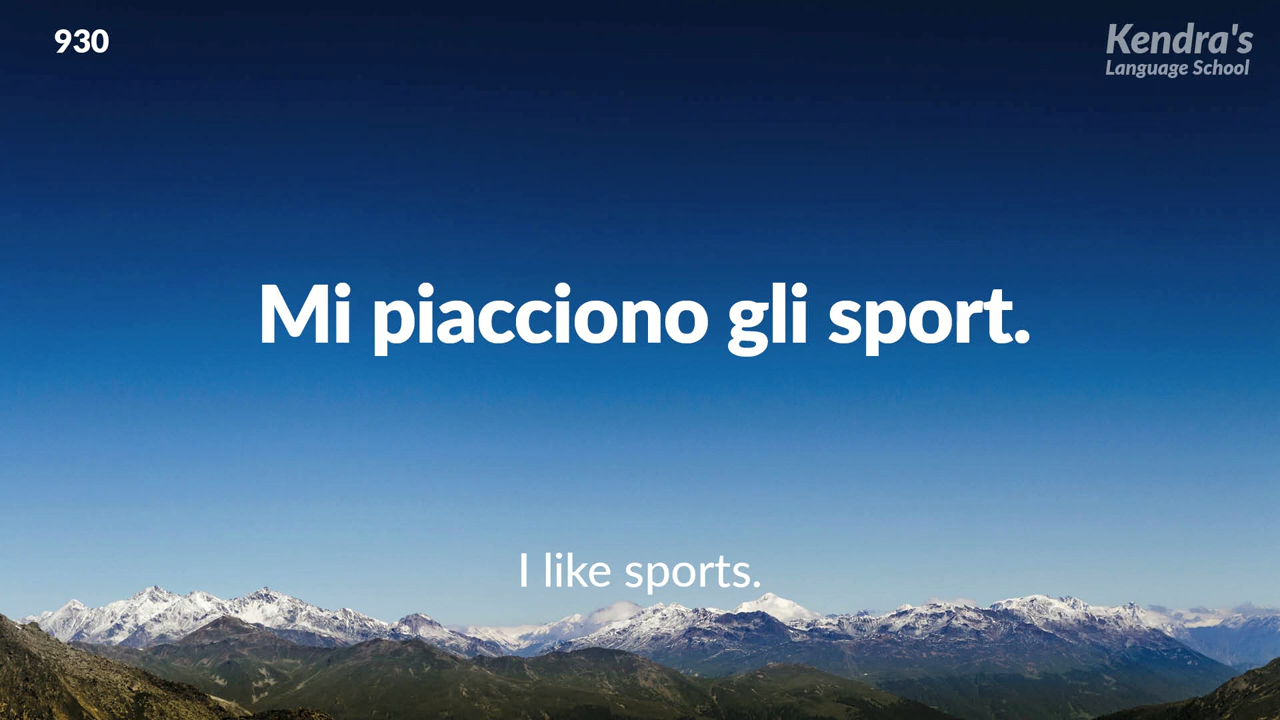 930
Kendra's
Language School
Mi piacciono gli sport.
I like sports.